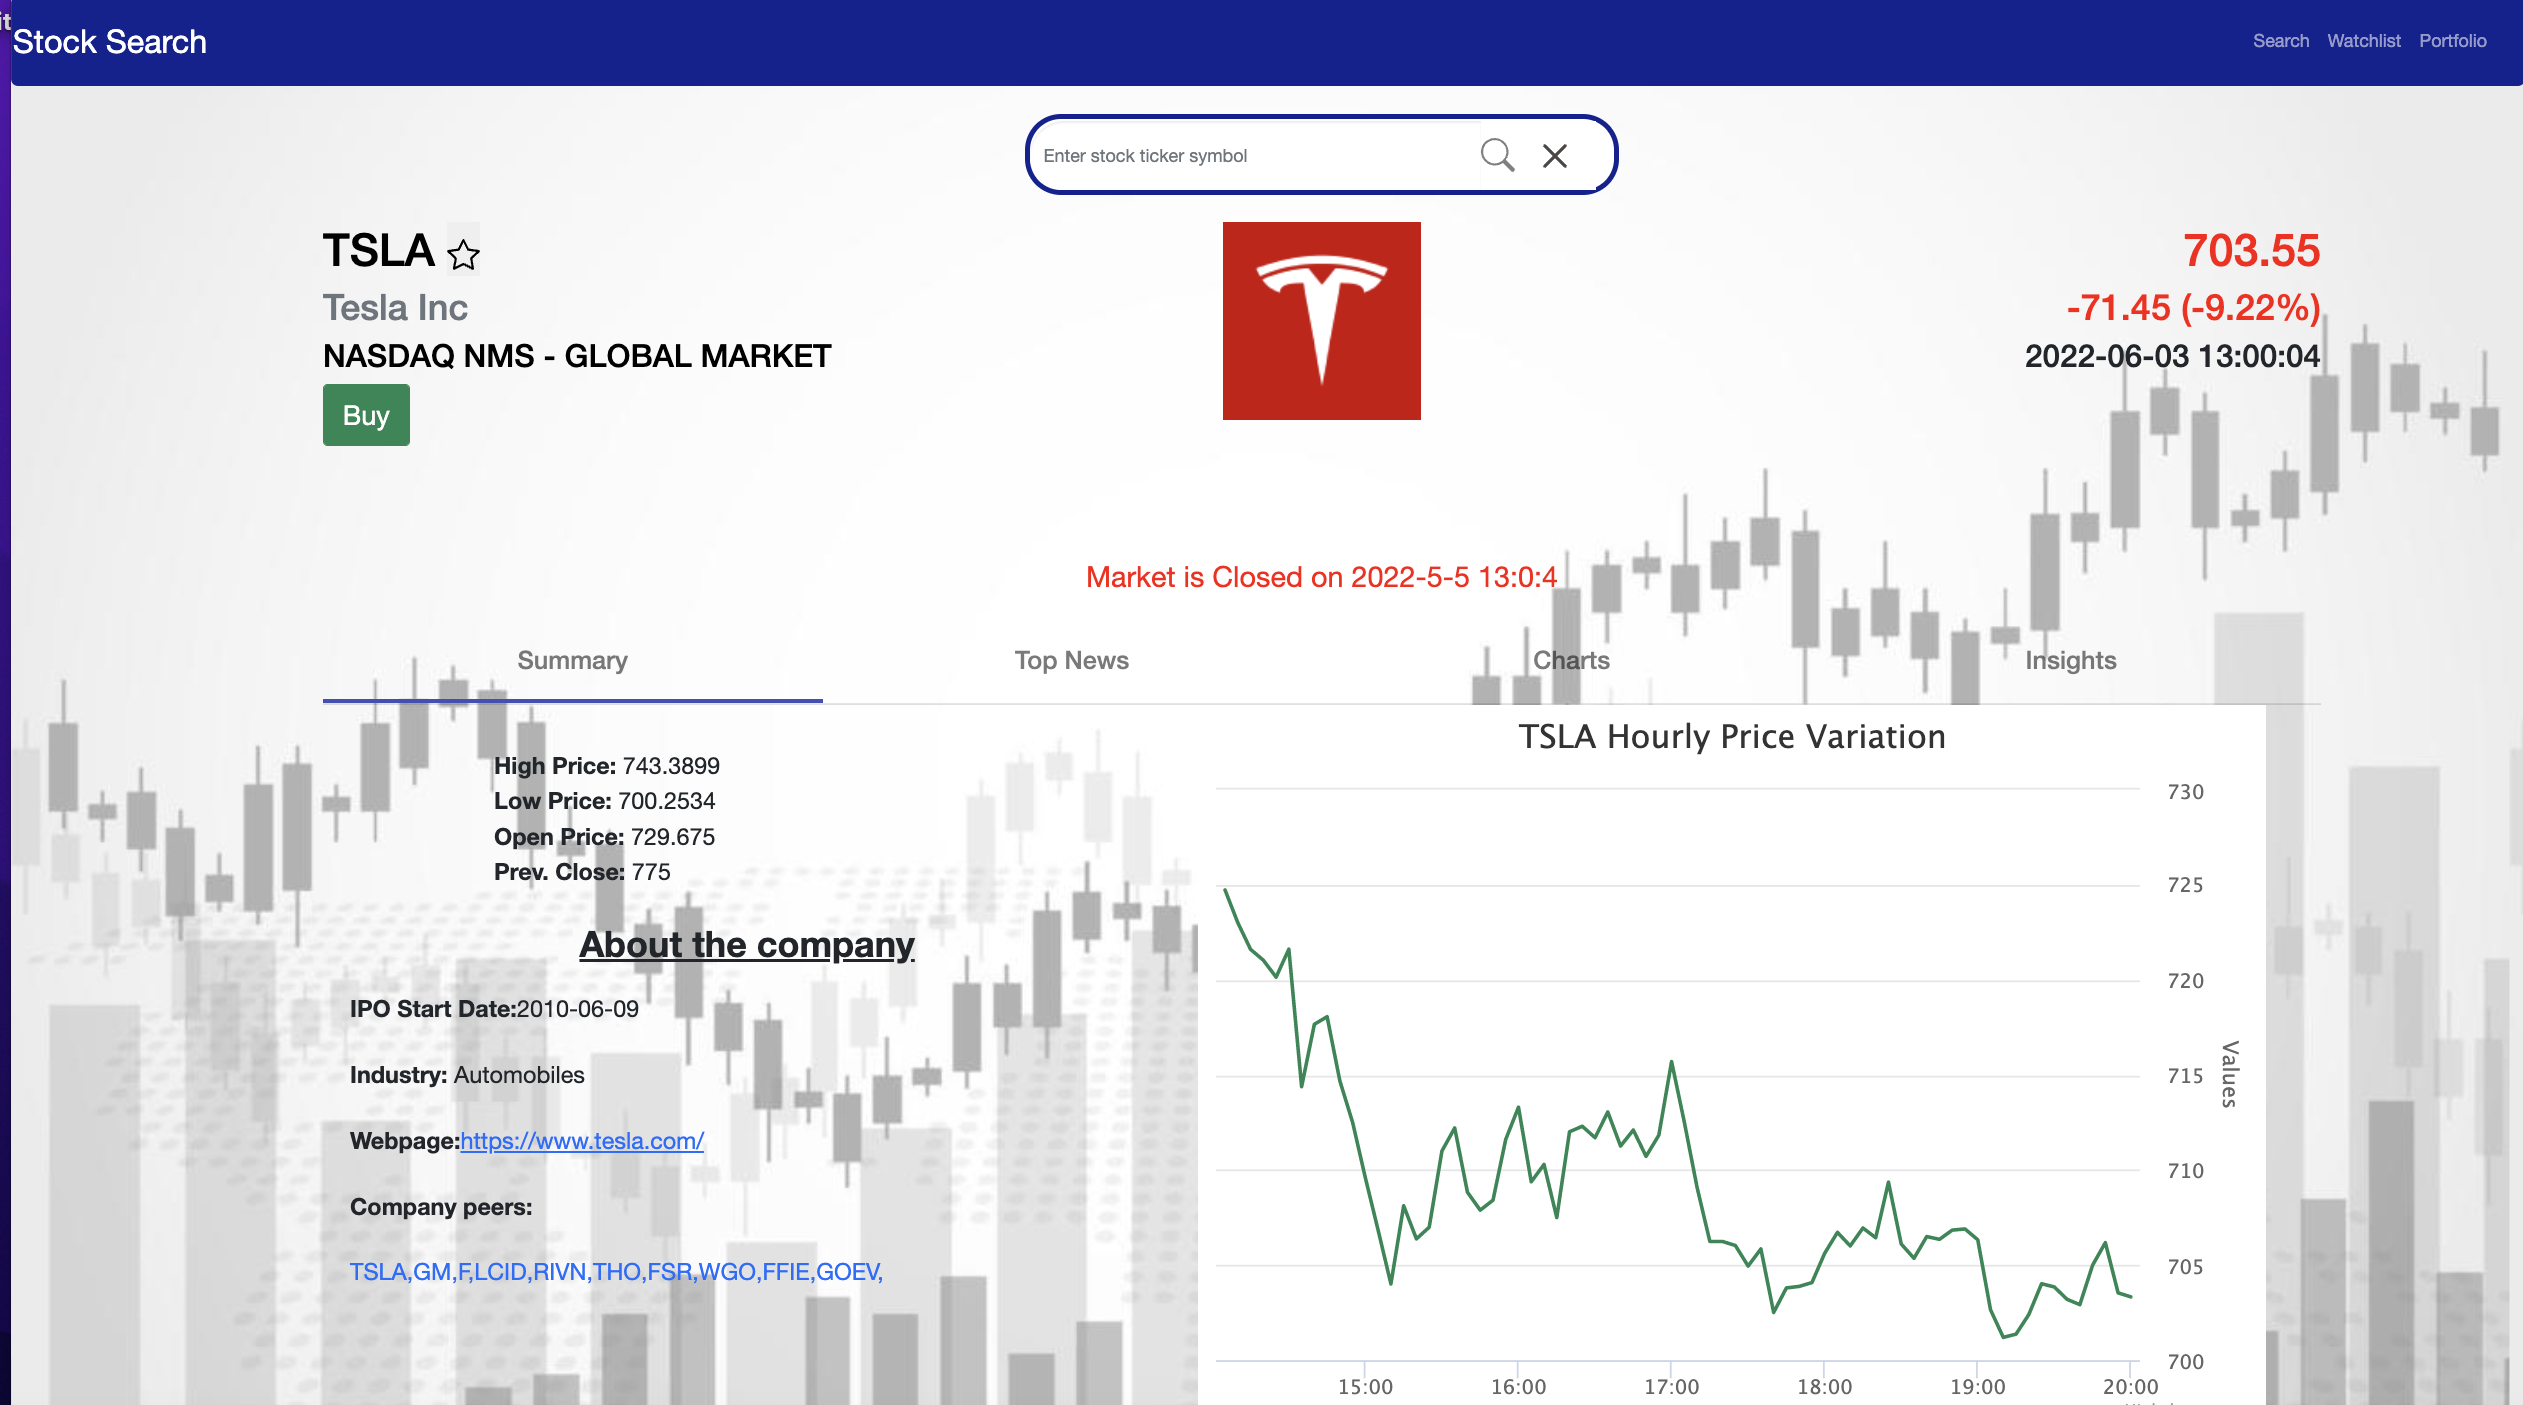 it
Stock Search
Search Watchlist Portfolio
Enter stock ticker symbol
TSLA
Tesla Inc
NASDAQ NMS - GLOBAL MARKET
Buy
703.55
-71.45 (-9.22%)
2022-06-03 13:00:04
Market is Closed on 2022-5-5 13:0:4
Summary Top News Charts Insights
High Price: 743.3899
Low Price: 700.2534
Open Price: 729.675
Prev. Close: 775
About the company
IPO Start Date:2010-06-09
Industry: Automobiles
Webpage:https://www.tesla.com/
Company peers:
TSLA,GM,F,LCID,RIVN,THO,FSR,WGO,FFIE,GOEV,
TSLA Hourly Price Variation
730
725
720
715
710
705
700
Values
15:00 16:00 17:00 18:00 19:00 20:00